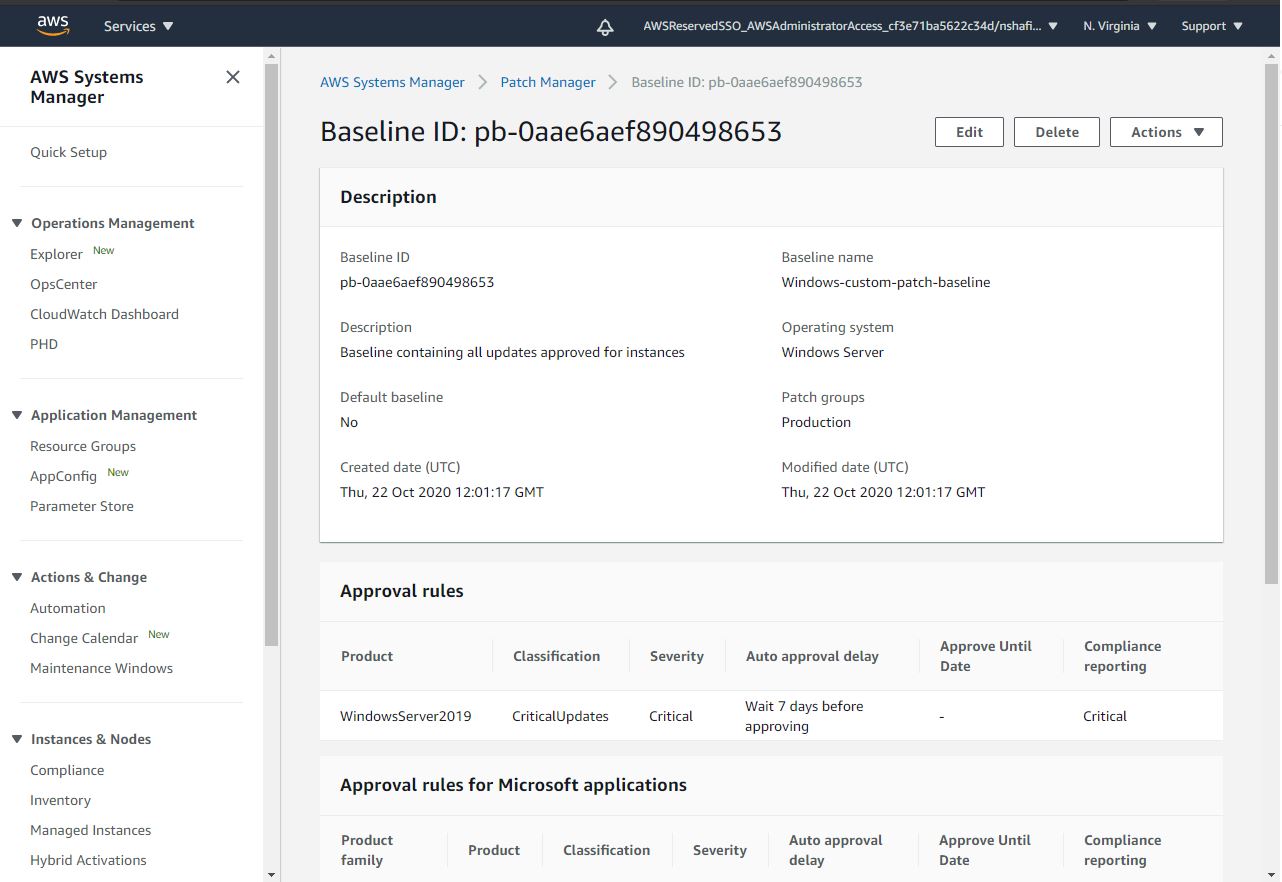 aws
Services
AWSReservedSSO_AWSAdministratorAccess_cf3e71ba5622c34d/nshafi...
N. Virginia
Support
AWS Systems
Manager
Quick Setup
Operations Management
Explorer New
OpsCenter
CloudWatch Dashboard
PHD
Application Management
Resource Groups
AppConfig New
Parameter Store
Actions & Change
Automation
Change Calendar New
Maintenance Windows
Instances & Nodes
Compliance
Inventory
Managed Instances
Hybrid Activations
AWS Systems Manager
Patch Manager
Baseline ID: pb-0aae6aef890498653
Baseline ID: pb-0aae6aef890498653
Edit
Delete
Actions
Description
Baseline ID
pb-0aae6aef890498653
Baseline name
Windows-custom-patch-baseline
Description
Baseline containing all updates approved for instances
Operating system
Windows Server
Default baseline
No
Patch groups
Production
Created date (UTC)
Thu, 22 Oct 2020 12:01:17 GMT
Modified date (UTC)
Thu, 22 Oct 2020 12:01:17 GMT
Approval rules
Product
Classification
Severity
Auto approval delay
Approve Until
Date
Compliance
reporting
WindowsServer2019
CriticalUpdates
Critical
Wait 7 days before
approving
-
Critical
Approval rules for Microsoft applications
Product
family
Product
Classification
Severity
Auto approval
delay
Approve Until
Date
Compliance
reporting